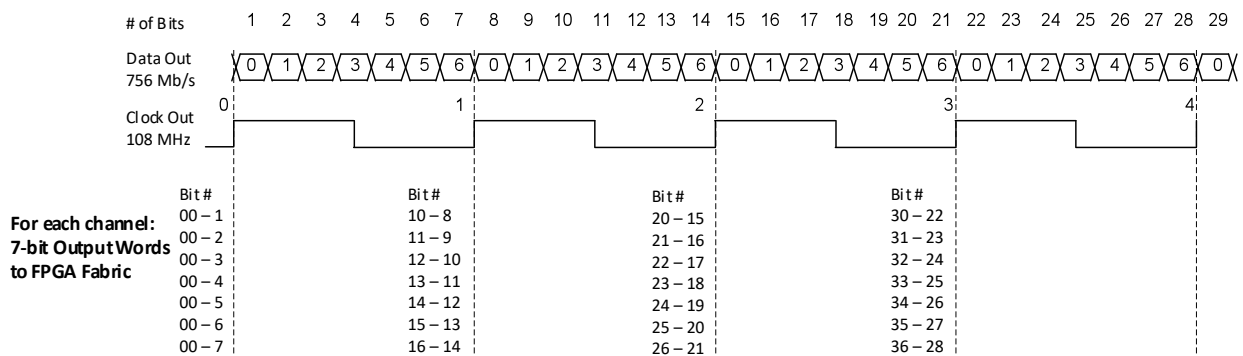 # of Bits 1 2 3 4 5 6 7 8 9 10 11 12 13 14 15 16 17 18 19 20 21 22 23 24 25 26 27 28 29
Data Out 756 Mb/s 0 1 2 3 4 5 6 0 1 2 3 4 5 6 0 1 2 3 4 5 6 0 1 2 3 4 5 6 0
0 1 2 3 4
Clock Out
108 MHz
For each channel:
7-bit Output Words
to FPGA Fabric
Bit #
00 – 1
00 – 2
00 – 3
00 – 4
00 – 5
00 – 6
00 – 7
Bit #
10 – 8
11 – 9
12 – 10
13 – 11
14 – 12
15 – 13
16 – 14
Bit #
20 – 15
21 – 16
22 – 17
23 – 18
24 – 19
25 – 20
26 – 21
Bit #
30 – 22
31 – 23
32 – 24
33 – 25
34 – 26
35 – 27
36 – 28